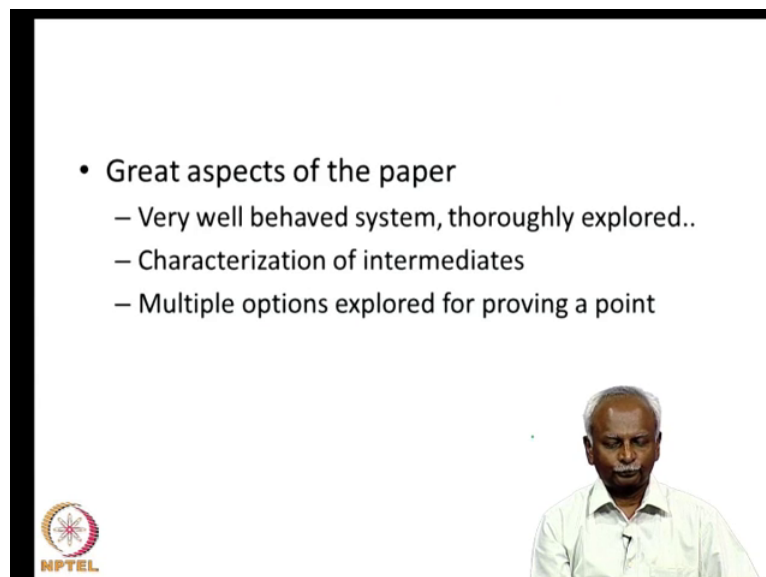 • Great aspects of the paper
– Very well behaved system, thoroughly explored..
– Characterization of intermediates
– Multiple options explored for proving a point
NPTEL